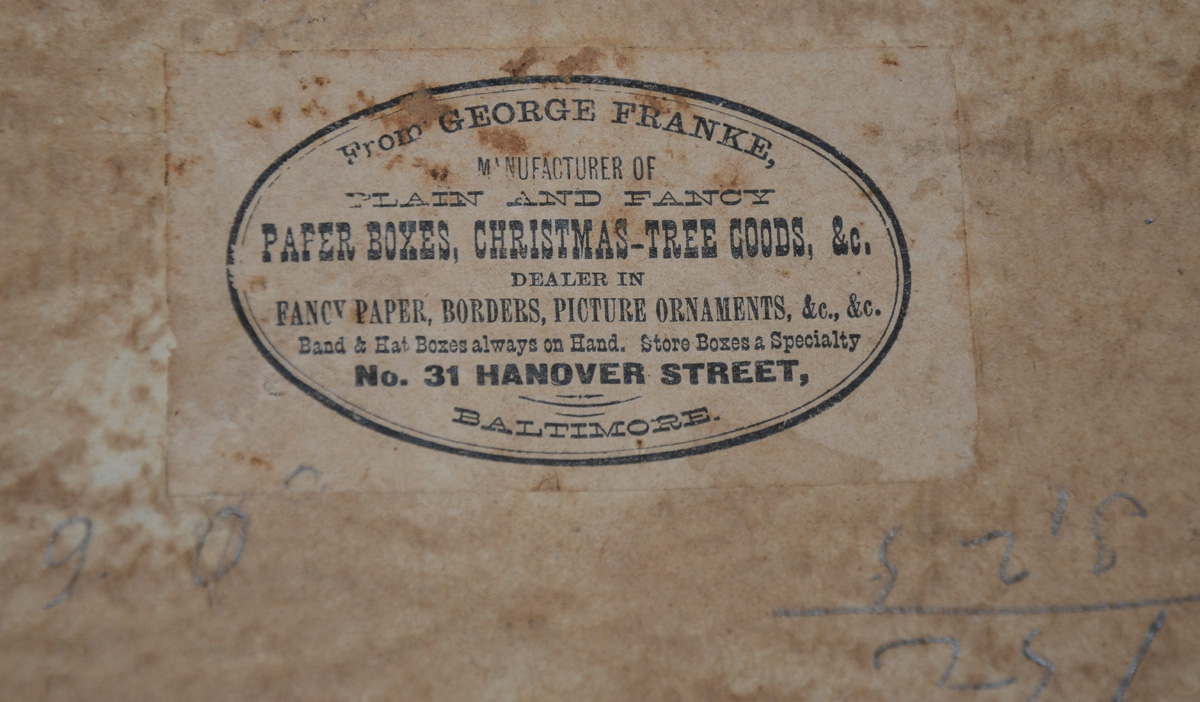 From GEORGE FRANKE,
MANUFACTURER OF
PLAIN AND FANCY
PAPER BOXES, CHRISTMAS-TREE GOODS, &c.
DEALER IN
FANCY PAPER, BORDERS, PICTURE ORNAMENTS, &c., &c.
Band & Hat Boxes always on Hand. Store Boxes a Specialty
No. 31 HANOVER STREET,
BALTIMORE.